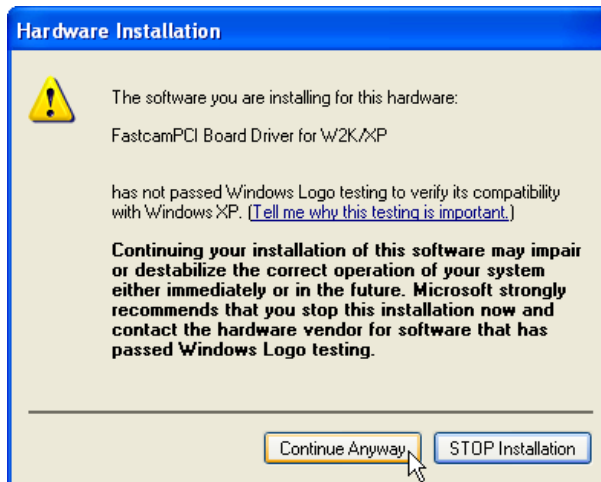 Hardware Installation
The software you are installing for this hardware:
FastcamPCI Board Driver for W2K/XP
has not passed Windows Logo testing to verify its compatibility
with Windows XP. (Tell me why this testing is important.)
Continuing your installation of this software may impair
or destabilize the correct operation of your system
either immediately or in the future. Microsoft strongly
recommends that you stop this installation now and
contact the hardware vendor for software that has
passed Windows Logo testing.
Continue Anyway STOP Installation